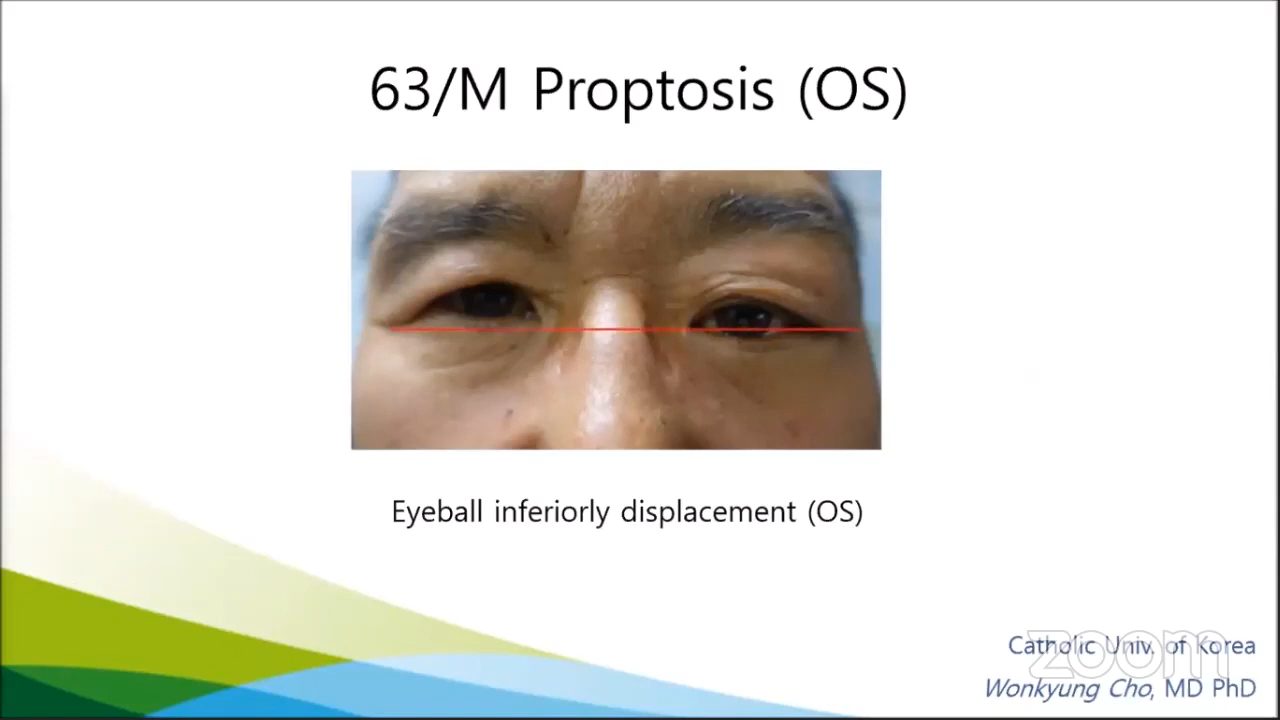 63/M Proptosis (OS)
Eyeball inferiorly displacement (OS)
Catholic Univ. of Korea
zoom
Wonkyung Cho, MD PhD